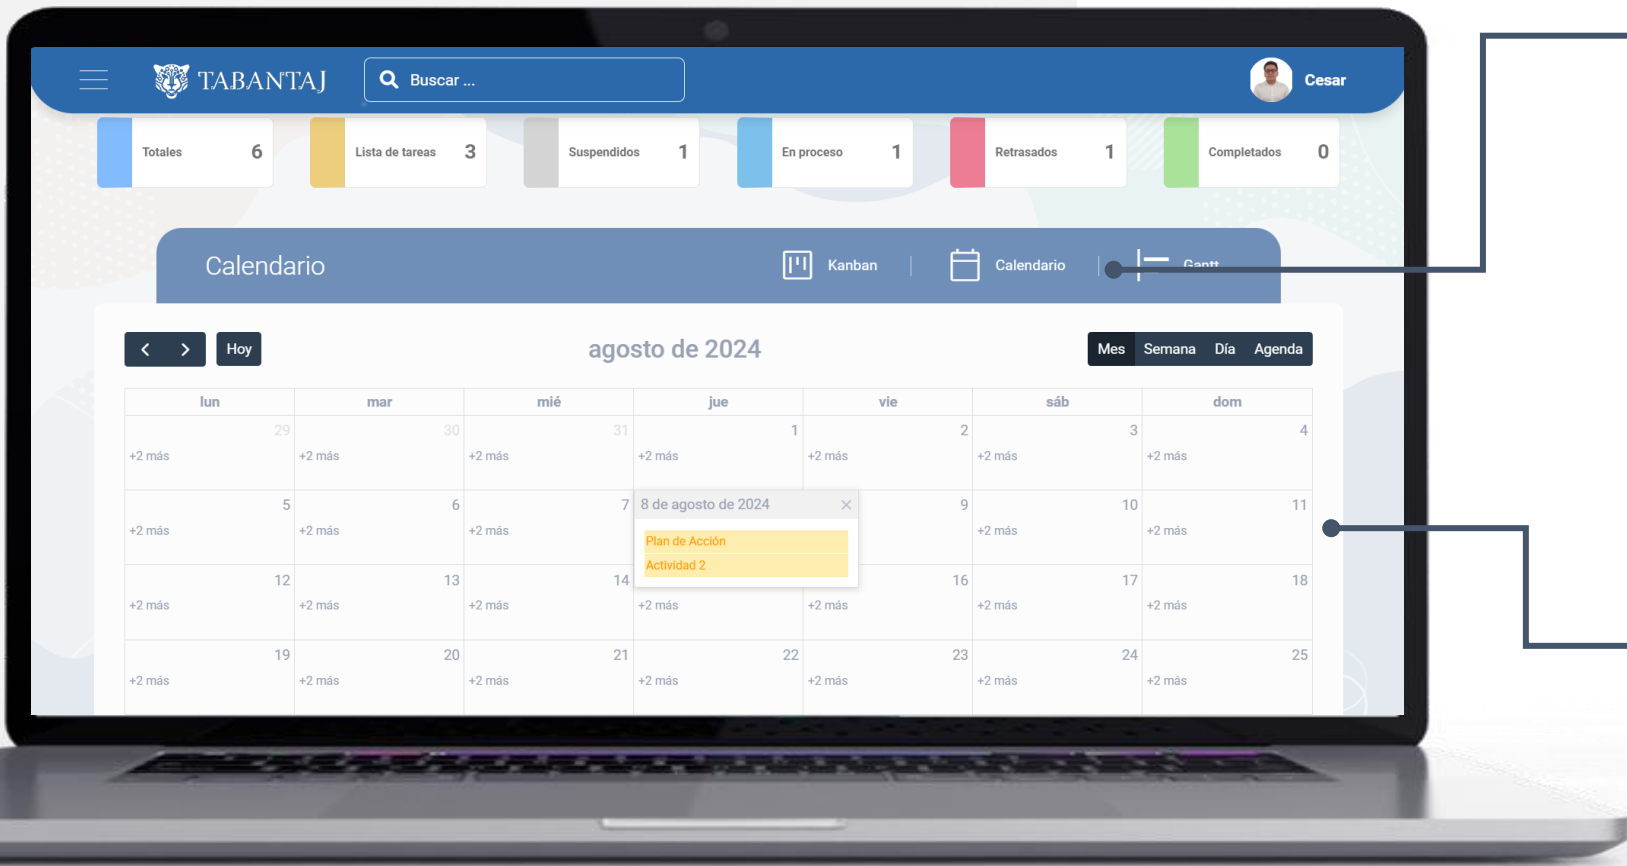 TABANTAJ
Buscar ...
Cesar
Totales 6
Lista de tareas 3
Suspendidos 1
En proceso 1
Retrasados 1
Completados 0
Calendario
Kanban
Calendario
Gantt
Hoy
agosto de 2024
Mes Semana Día Agenda
lun mar mié jue vie sáb dom
29 30 31 1 2 3 4
+2 más +2 más +2 más +2 más +2 más +2 más +2 más
5 6 7 9 10 11
8 de agosto de 2024 ×
+2 más +2 más +2 más +2 más +2 más
Plan de Acción
Actividad 2
12 13 14 16 17 18
+2 más +2 más +2 más +2 más +2 más +2 más +2 más
19 20 21 22 23 24 25
+2 más +2 más +2 más +2 más +2 más +2 más +2 más